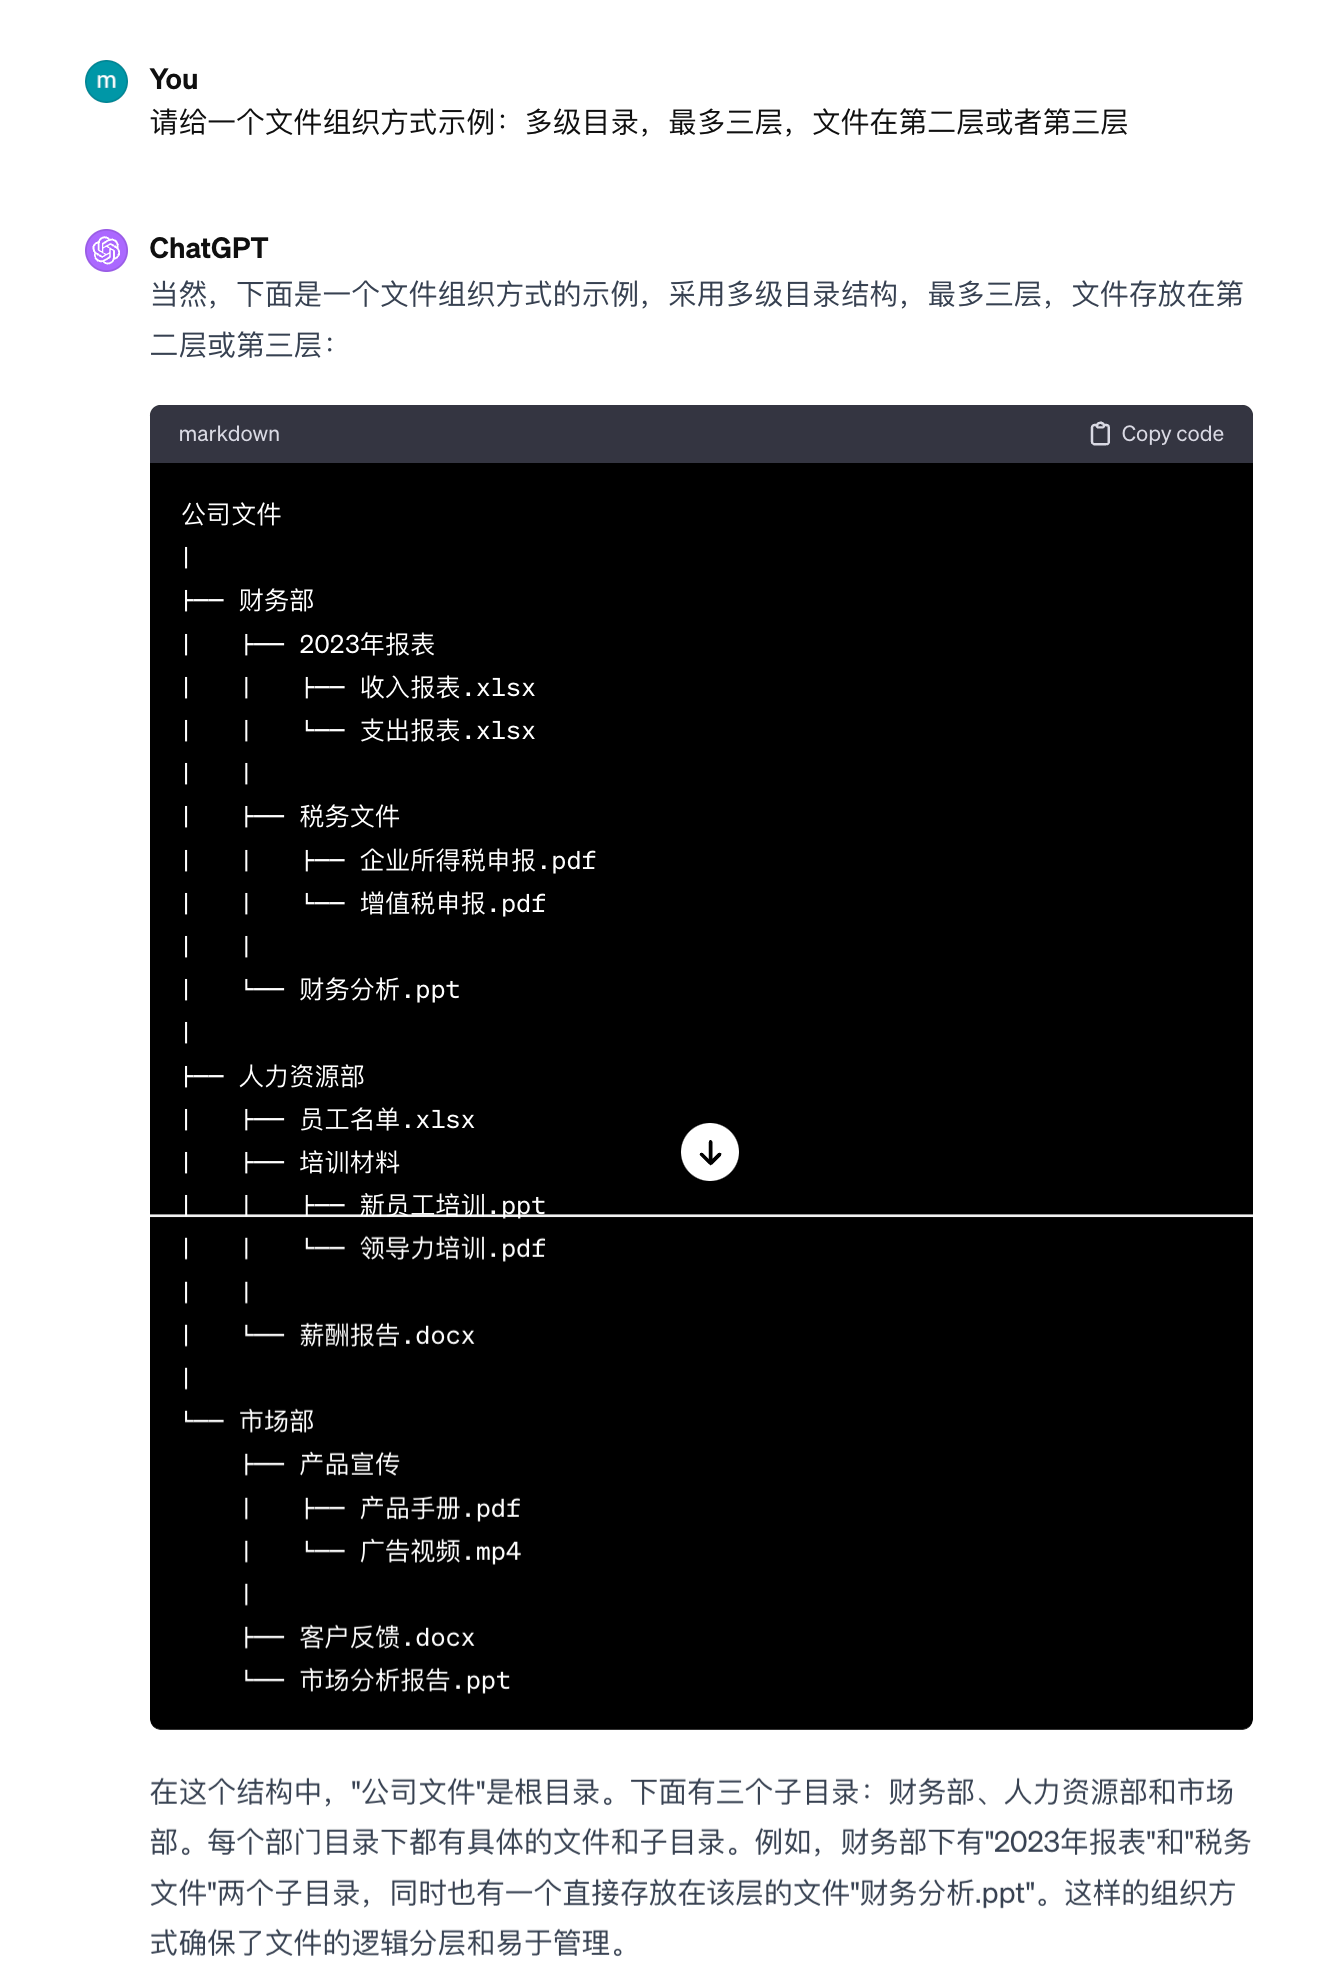 m
You
请给一个文件组织方式示例：多级目录，最多三层，文件在第二层或者第三层
ChatGPT
当然，下面是一个文件组织方式的示例，采用多级目录结构，最多三层，文件存放在第
二层或第三层：
markdown
Copy code
公司文件
|
├── 财务部
|   ├── 2023年报表
|   |   ├── 收入报表.xlsx
|   |   └── 支出报表.xlsx
|   |
|   ├── 税务文件
|   |   ├── 企业所得税申报.pdf
|   |   └── 增值税申报.pdf
|   |
|   └── 财务分析.ppt
|
├── 人力资源部
|   ├── 员工名单.xlsx
|   ├── 培训材料
|   |   ├── 新员工培训.ppt
|   |   └── 领导力培训.pdf
|   |
|   └── 薪酬报告.docx
|
└── 市场部
    ├── 产品宣传
    |   ├── 产品手册.pdf
    |   └── 广告视频.mp4
    |
    ├── 客户反馈.docx
    └── 市场分析报告.ppt
在这个结构中，"公司文件"是根目录。下面有三个子目录：财务部、人力资源部和市场
部。每个部门目录下都有具体的文件和子目录。例如，财务部下有"2023年报表"和"税务
文件"两个子目录，同时也有一个直接存放在该层的文件"财务分析.ppt"。这样的组织方
式确保了文件的逻辑分层和易于管理。